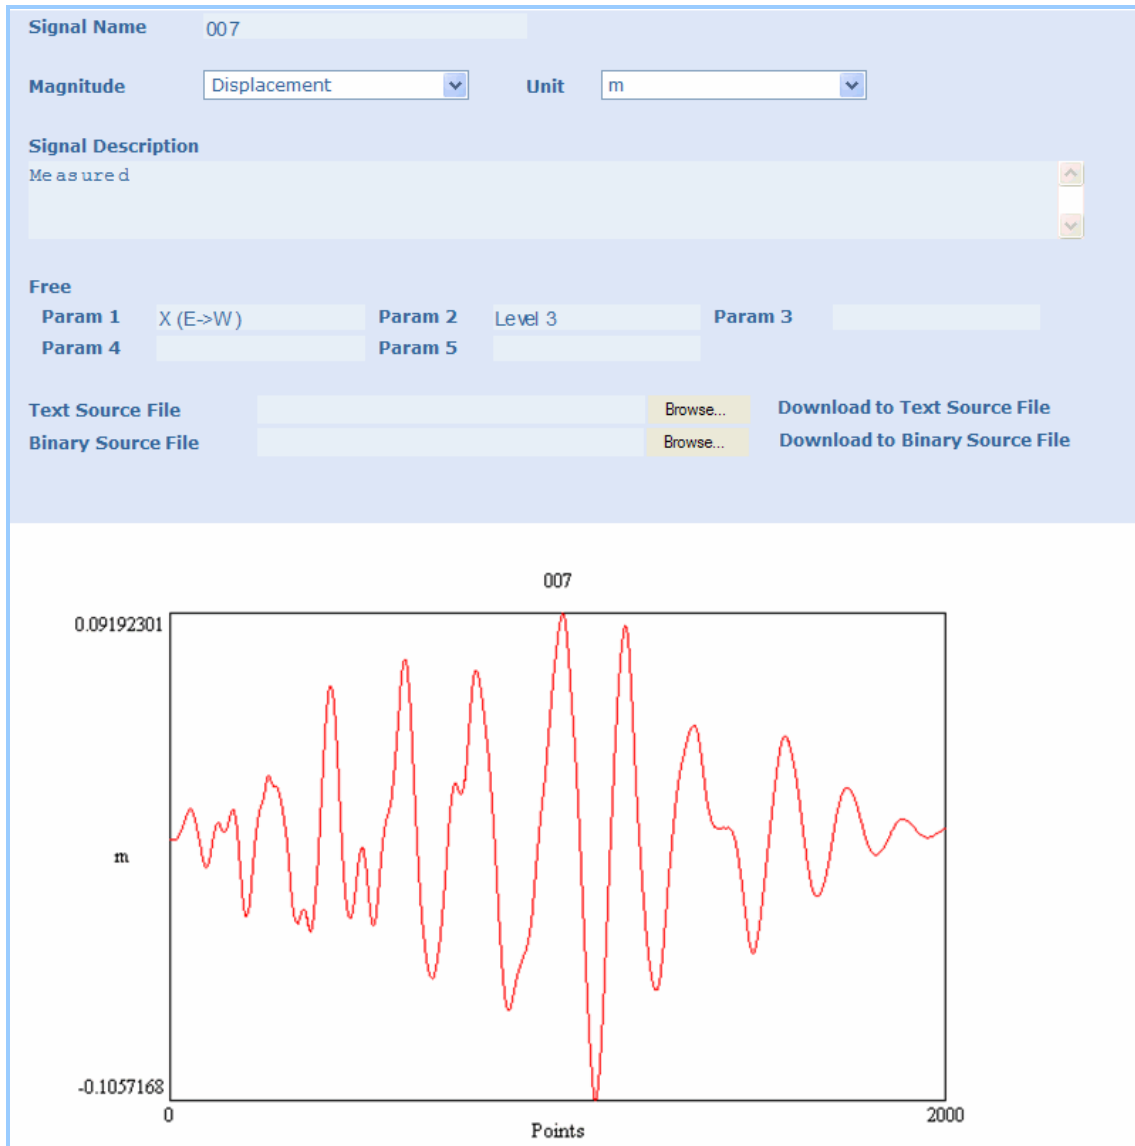 Signal Name 007
Magnitude Displacement Unit m
Signal Description
Measured
Free
Param 1 X (E->W) Param 2 Level 3 Param 3
Param 4 Param 5
Text Source File Browse... Download to Text Source File
Binary Source File Browse... Download to Binary Source File
007
0.09192301
m
-0.1057168
0 2000
Points